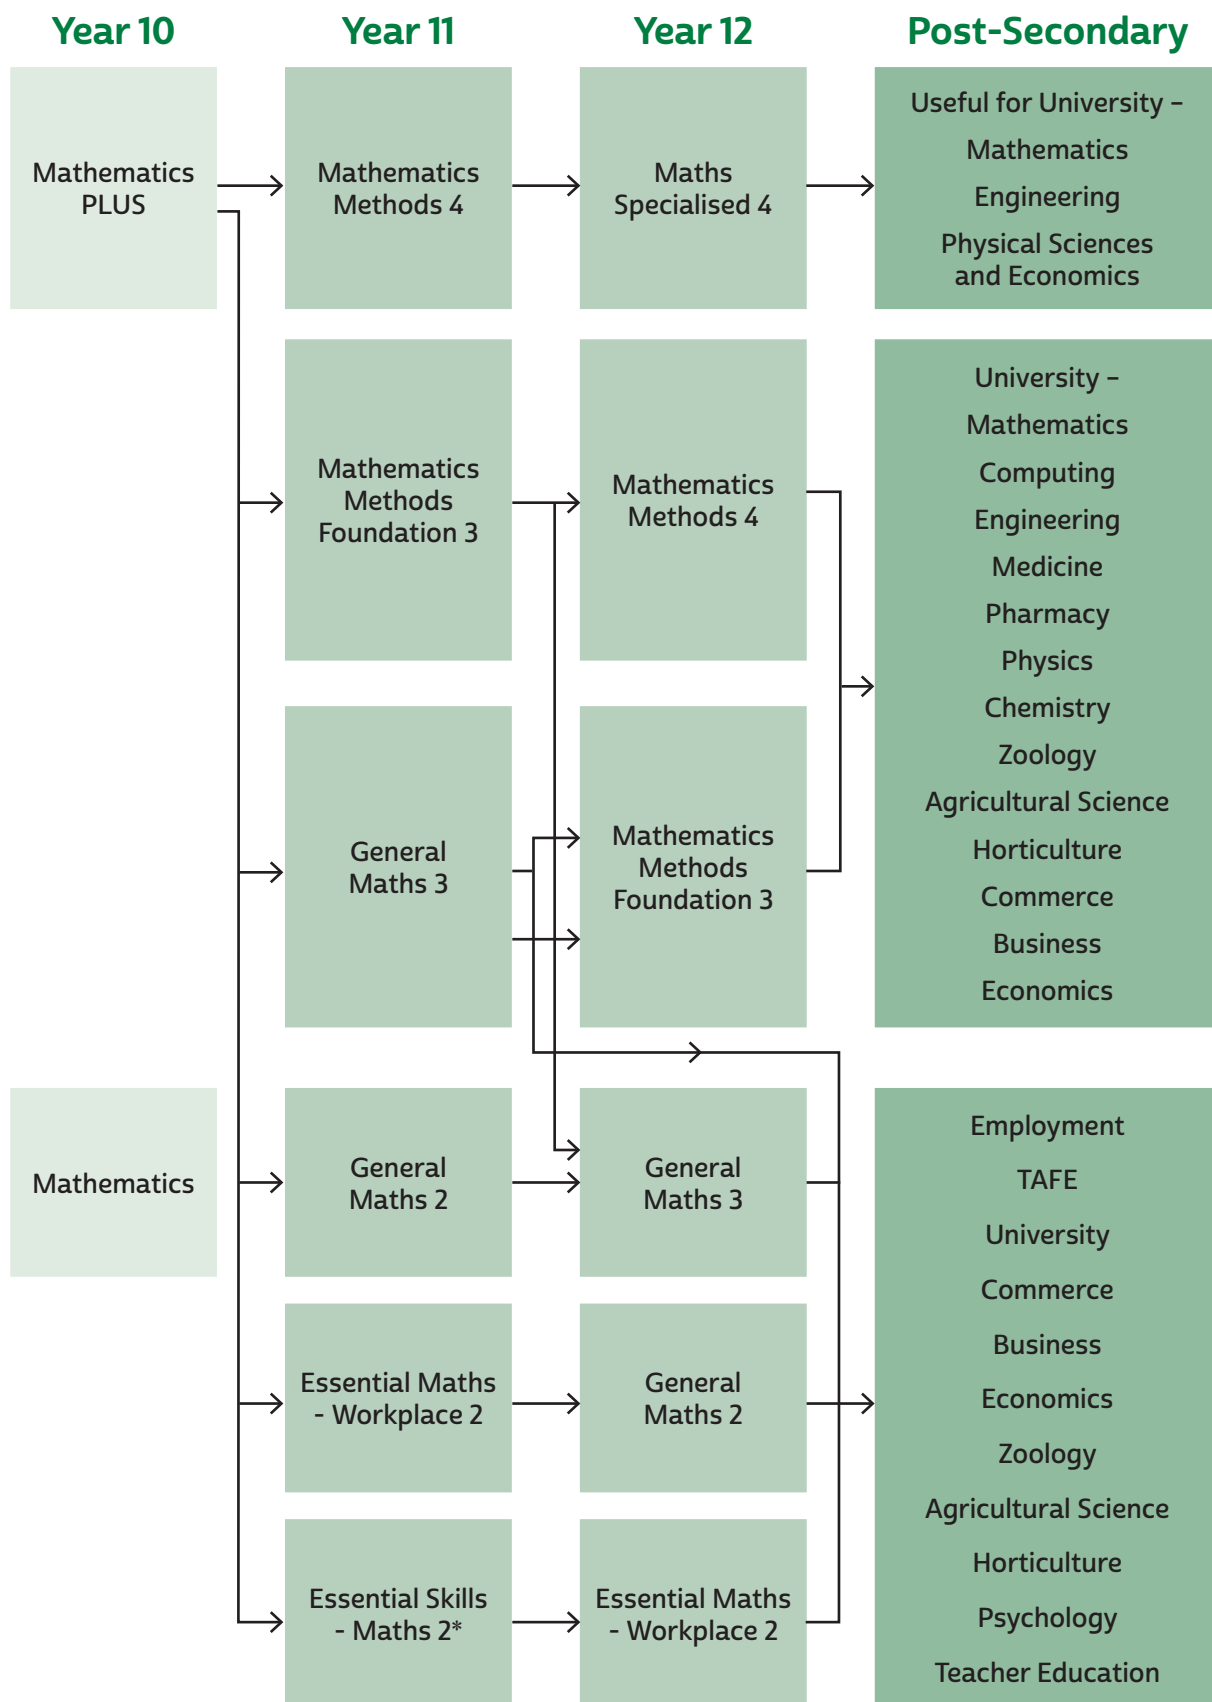 Year 10
Year 11
Year 12
Post-Secondary
Mathematics
PLUS
Mathematics
Methods 4
Maths
Specialised 4
Useful for University –
Mathematics
Engineering
Physical Sciences
and Economics
Mathematics
Methods
Foundation 3
Mathematics
Methods 4
University –
Mathematics
Computing
Engineering
Medicine
Pharmacy
Physics
Chemistry
Zoology
Agricultural Science
Horticulture
Commerce
Business
Economics
General
Maths 3
Mathematics
Methods
Foundation 3
Mathematics
General
Maths 2
General
Maths 3
Employment
TAFE
University
Commerce
Business
Economics
Zoology
Agricultural Science
Horticulture
Psychology
Teacher Education
Essential Maths
- Workplace 2
General
Maths 2
Essential Skills
- Maths 2*
Essential Maths
- Workplace 2